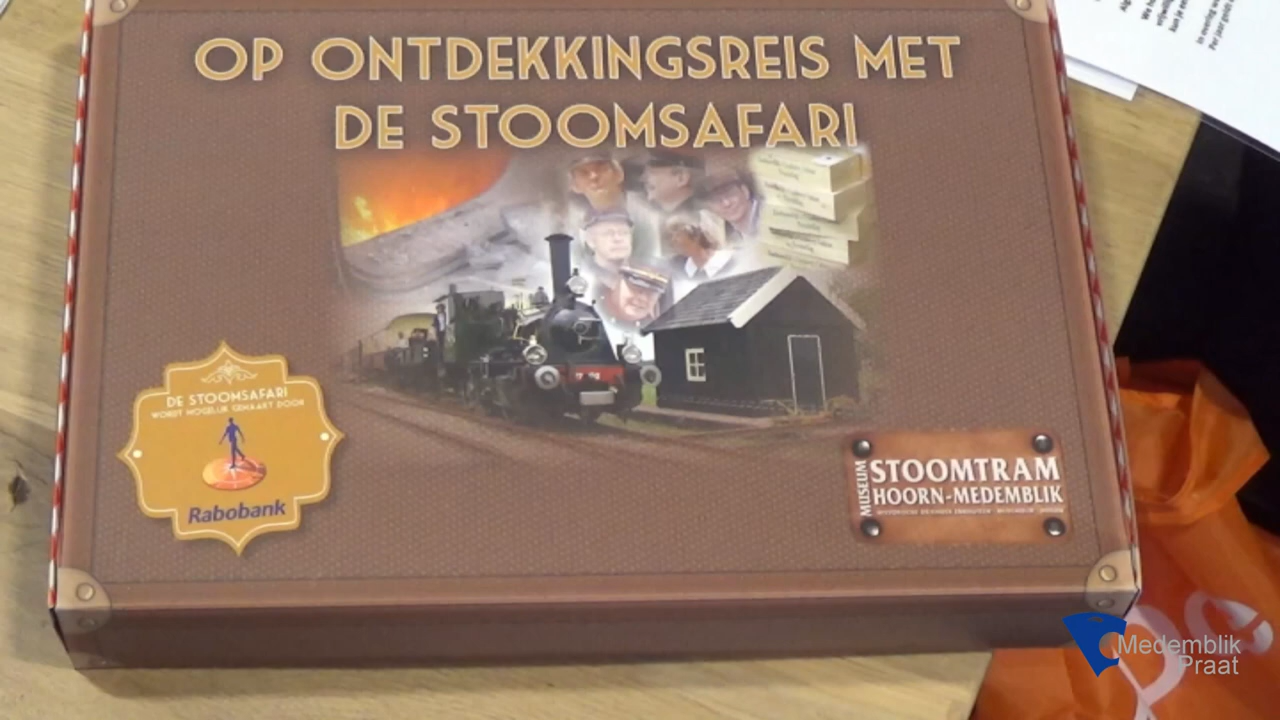 OP ONTDEKKINGSREIS MET
DE STOOMSAFARI
DE STOOMSAFARI
WORDT MOGELIJK GEMAAKT DOOR
Rabobank
MUSEUM
STOOMTRAM
HOORN-MEDEMBLIK
Medemblik
Praat